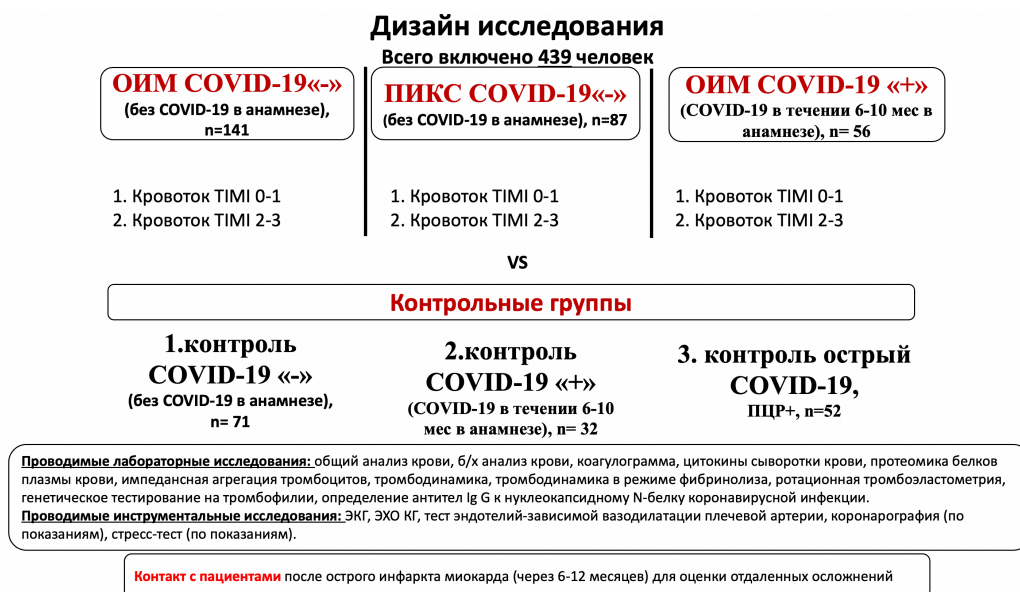 Дизайн исследования
Всего включено 439 человек
ОИМ COVID-19«-»
(без COVID-19 в анамнезе),
n=141
ПИКС COVID-19«-»
(без COVID-19 в анамнезе), n=87
ОИМ COVID-19 «+»
(COVID-19 в течении 6-10 мес в
анамнезе), n= 56
1. Кровоток TIMI 0-1
2. Кровоток TIMI 2-3
1. Кровоток TIMI 0-1
2. Кровоток TIMI 2-3
1. Кровоток TIMI 0-1
2. Кровоток TIMI 2-3
vs
Контрольные группы
1.контроль
COVID-19 «-»
(без COVID-19 в анамнезе),
n= 71
2.контроль
COVID-19 «+»
(COVID-19 в течении 6-10
мес в анамнезе), n= 32
3. контроль острый
COVID-19,
ПЦР+, n=52
Проводимые лабораторные исследования: общий анализ крови, б/х анализ крови, коагулограмма, цитокины сыворотки крови, протеомика белков
плазмы крови, импедансная агрегация тромбоцитов, тромбодинамика, тромбодинамика в режиме фибринолиза, ротационная тромбоэластометрия,
генетическое тестирование на тромбофилии, определение антител Ig G к нуклеокапсидному N-белку коронавирусной инфекции.
Проводимые инструментальные исследования: ЭКГ, ЭХО КГ, тест эндотелий-зависимой вазодилатации плечевой артерии, коронарография (по
показаниям), стресс-тест (по показаниям).
Контакт с пациентами после острого инфаркта миокарда (через 6-12 месяцев) для оценки отдаленных осложнений